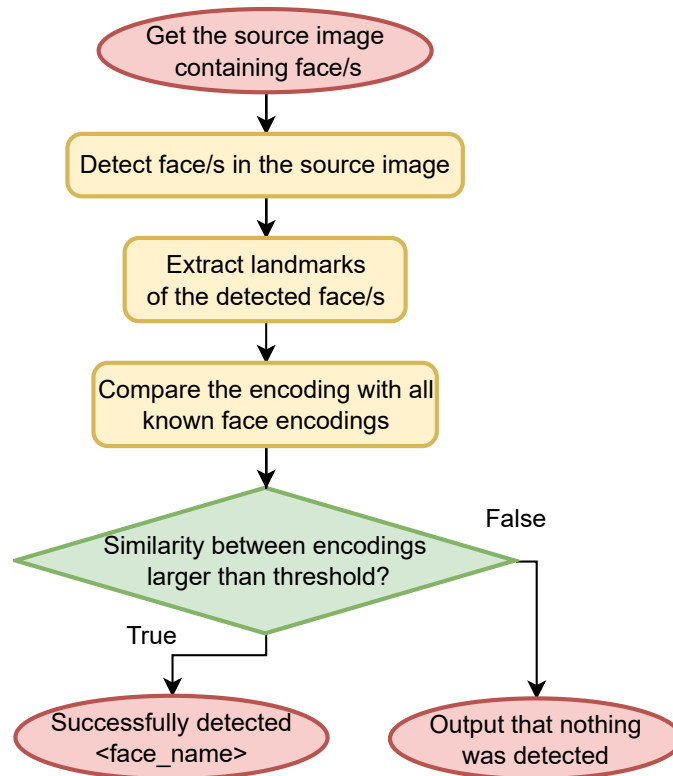 Get the source image
containing face/s
Detect face/s in the source image
Extract landmarks
of the detected face/s
Compare the encoding with all
known face encodings
Similarity between encodings
larger than threshold?
False
True
Successfully detected
<face_name>
Output that nothing
was detected